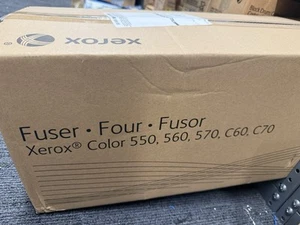 xerox
Fuser • Four • Fusor
Xerox® Color 550, 560, 570, C60, C70